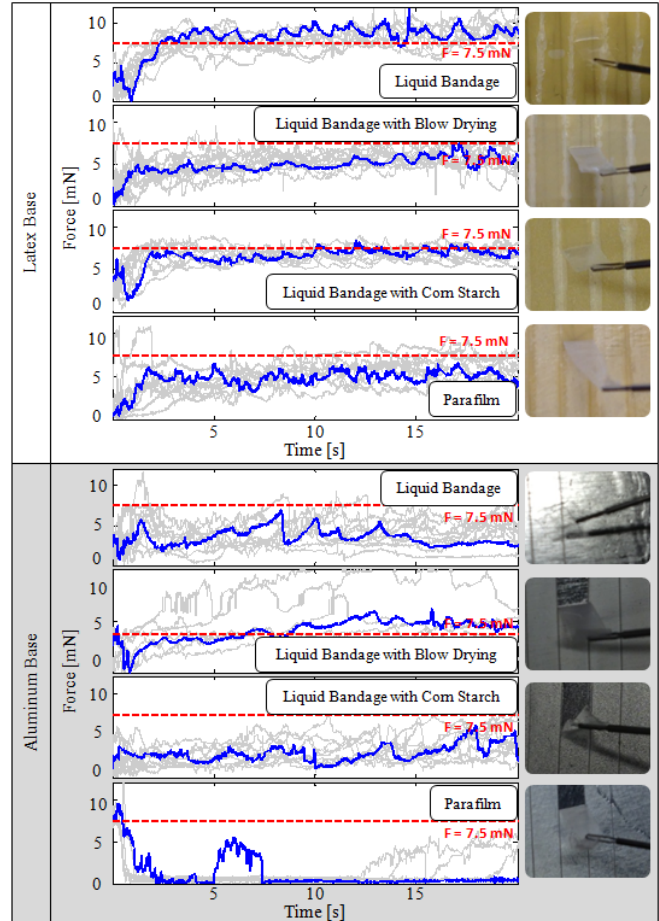 Latex Base
Force [mN]
10
5
0
F = 7.5 mN
Liquid Bandage
10
5
0
Liquid Bandage with Blow Drying
F = 7.5 mN
10
5
0
F = 7.5 mN
Liquid Bandage with Corn Starch
10
5
0
F = 7.5 mN
Parafilm
5
10
15
Time [s]
Aluminum Base
Force [mN]
10
5
0
Liquid Bandage
F = 7.5 mN
10
5
0
F = 7.5 mN
Liquid Bandage with Blow Drying
10
5
0
Liquid Bandage with Corn Starch
F = 7.5 mN
10
5
0
Parafilm
F = 7.5 mN
5
10
15
Time [s]